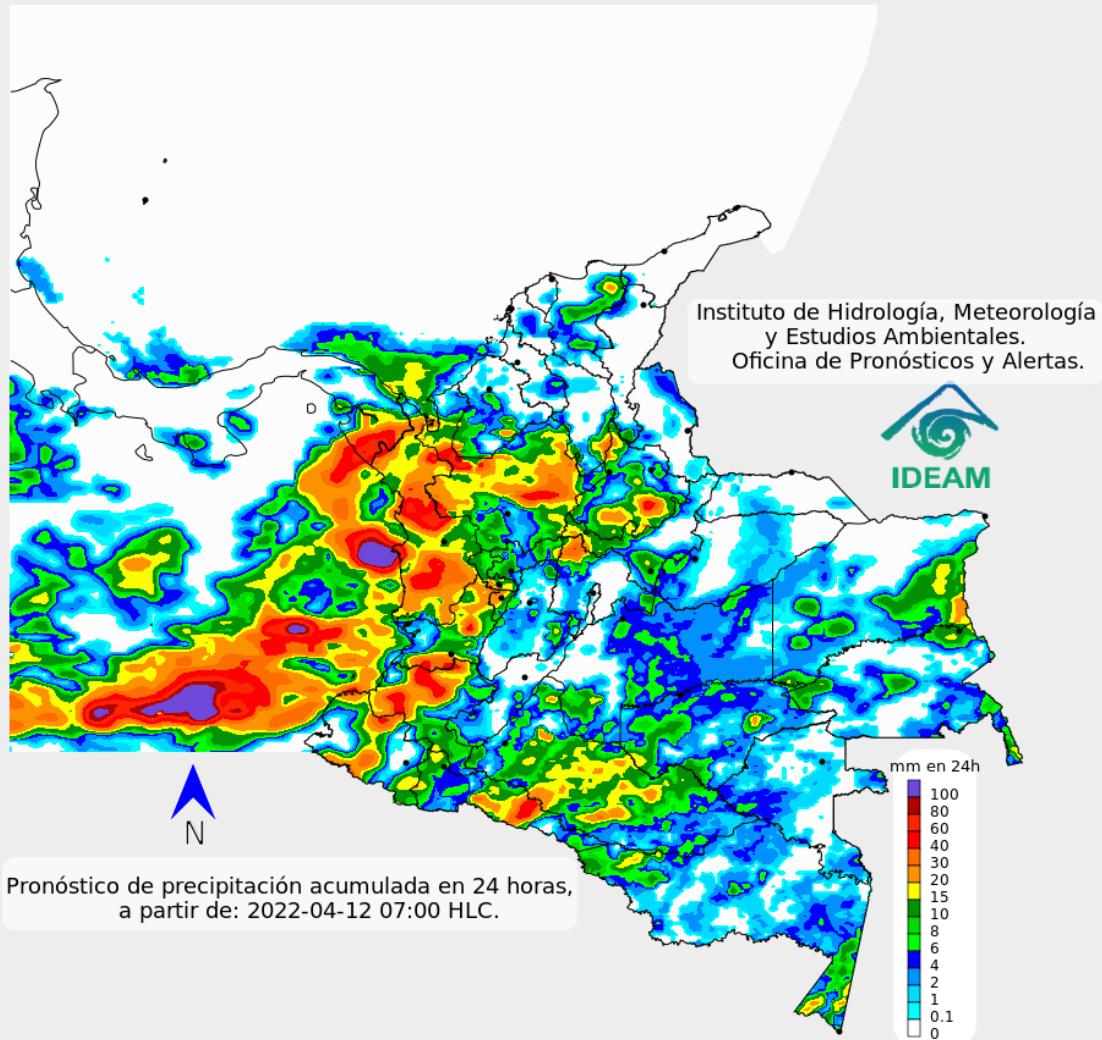 Instituto de Hidrología, Meteorología
y Estudios Ambientales.
Oficina de Pronósticos y Alertas.
IDEAM
mm en 24h
100
80
60
40
30
20
15
10
8
6
4
2
1
0.1
0
N
Pronóstico de precipitación acumulada en 24 horas,
a partir de: 2022-04-12 07:00 HLC.